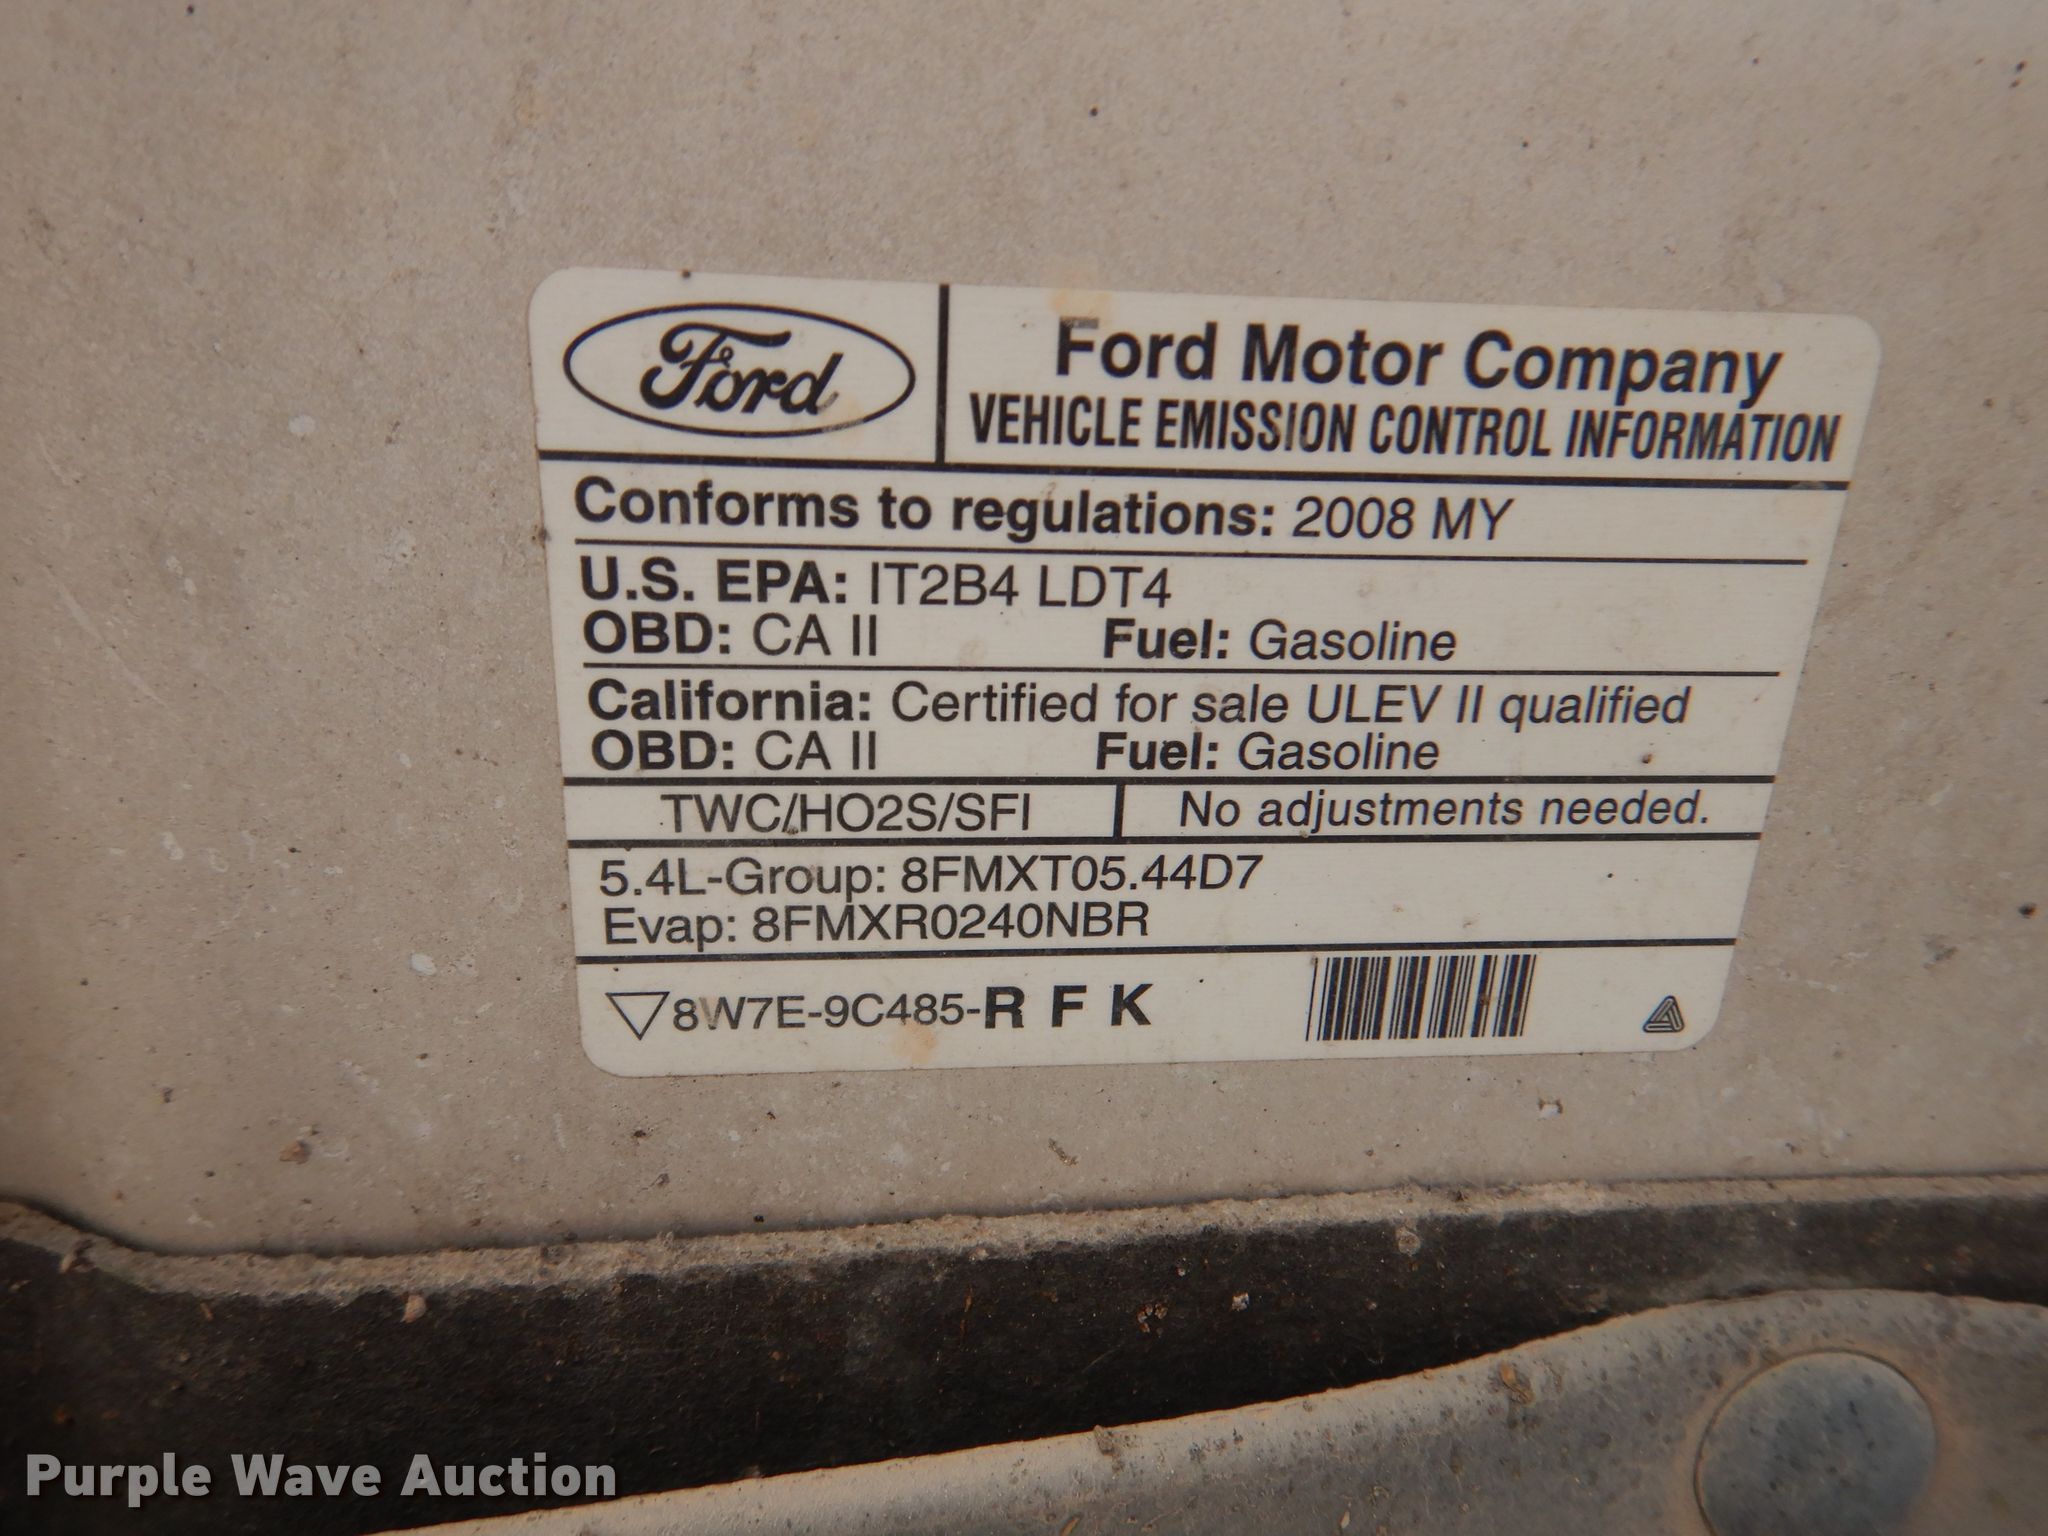 Ford
Ford Motor Company
VEHICLE EMISSION CONTROL INFORMATION
Conforms to regulations: 2008 MY
U.S. EPA: IT2B4 LDT4
OBD: CA II Fuel: Gasoline
California: Certified for sale ULEV II qualified
OBD: CA II Fuel: Gasoline
TWC/HO2S/SFI No adjustments needed.
5.4L-Group: 8FMXT05.44D7
Evap: 8FMXR0240NBR
8W7E-9C485-R F K
Purple Wave Auction